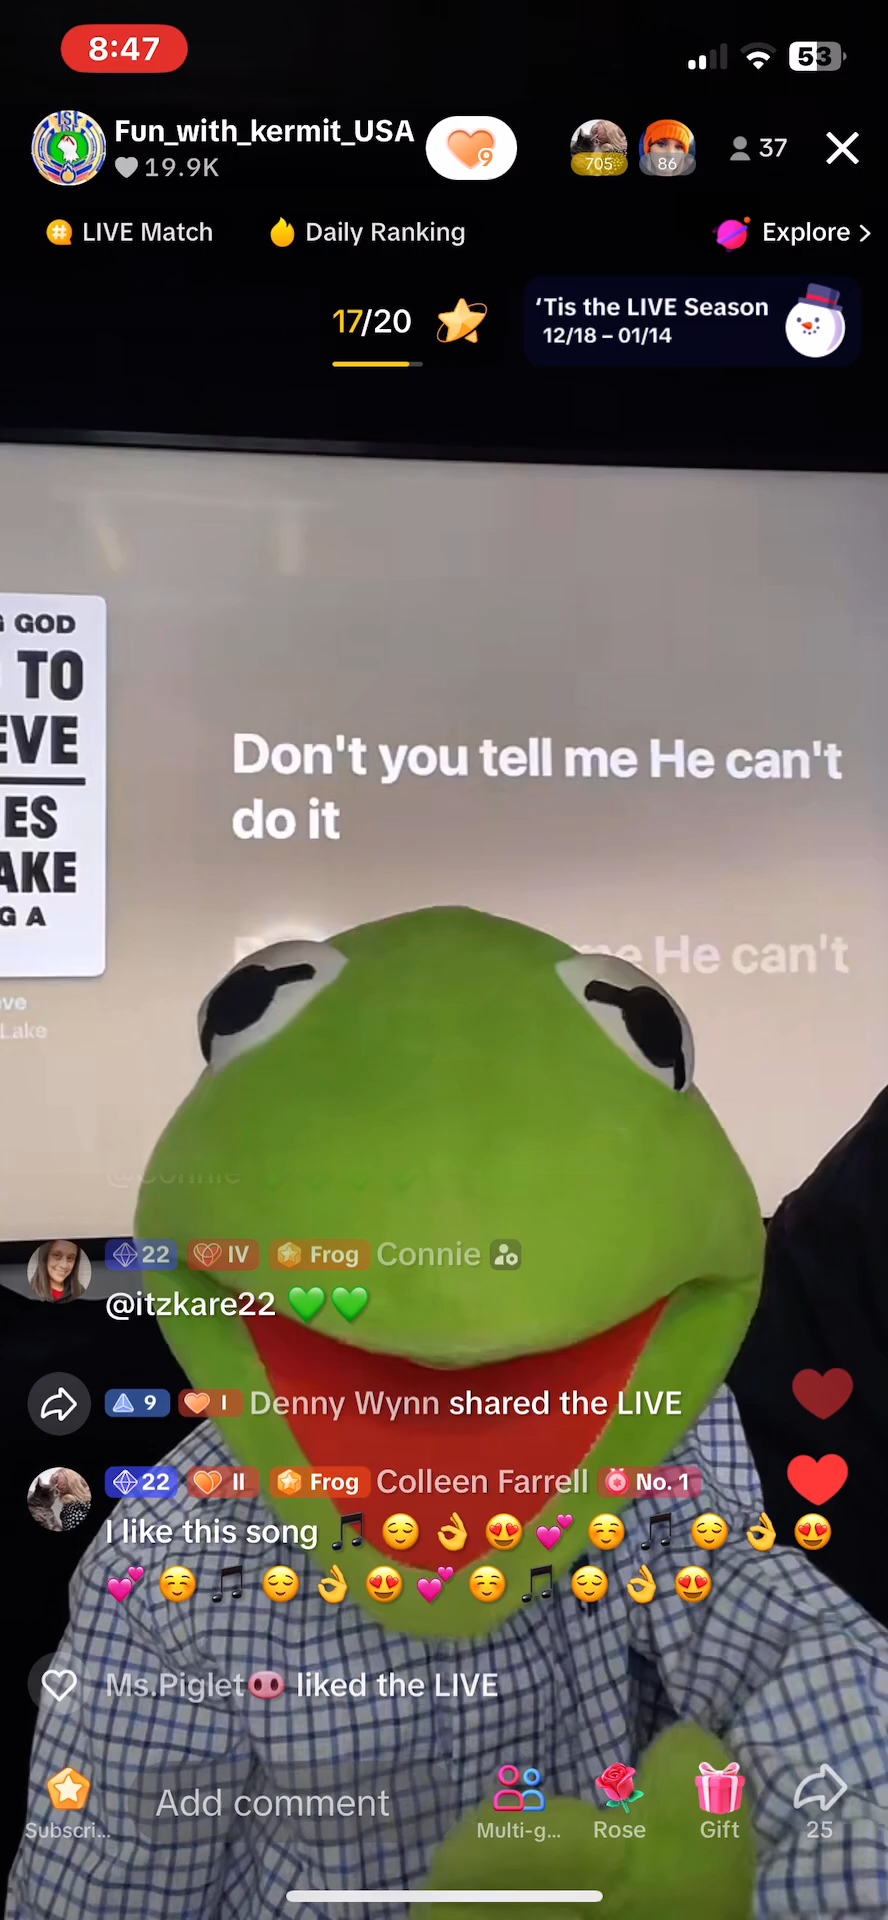 8:47
53
Fun_with_kermit_USA
19.9K
9
705
86
37
LIVE Match
Daily Ranking
Explore >
17/20
'Tis the LIVE Season
12/18 – 01/14
GOD
TO
EVE
ES
AKE
G A
ve
Lake
Don't you tell me He can't
do it
He can't
@Connie
22 IV Frog Connie
@itzkare22 💚💚
9 I Denny Wynn shared the LIVE
22 II Frog Colleen Farrell No. 1
I like this song 🎵 😌 👌 😍 💕 ☺️ 🎵 😌 👌 😍
💕 ☺️ 🎵 😌 👌 😍 💕 ☺️ 🎵 😌 👌 😍
Ms.Piglet🐽 liked the LIVE
Subscri...
Add comment
Multi-g...
Rose
Gift
25